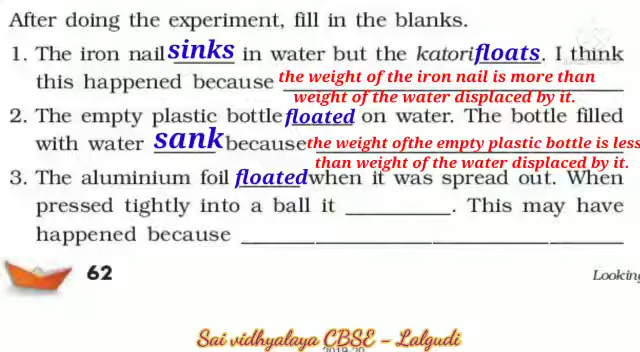 After doing the experiment, fill in the blanks.
1. The iron nail sinks in water but the katori floats. I think
this happened because the weight of the iron nail is more than
weight of the water displaced by it.
2. The empty plastic bottle floated on water. The bottle filled
with water sank because the weight ofthe empty plastic bottle is less
than weight of the water displaced by it.
3. The aluminium foil floated when it was spread out. When
pressed tightly into a ball it ________. This may have
happened because ________
62
Looking
Sai vidhyalaya CBSE – Lalgudi
2019-20